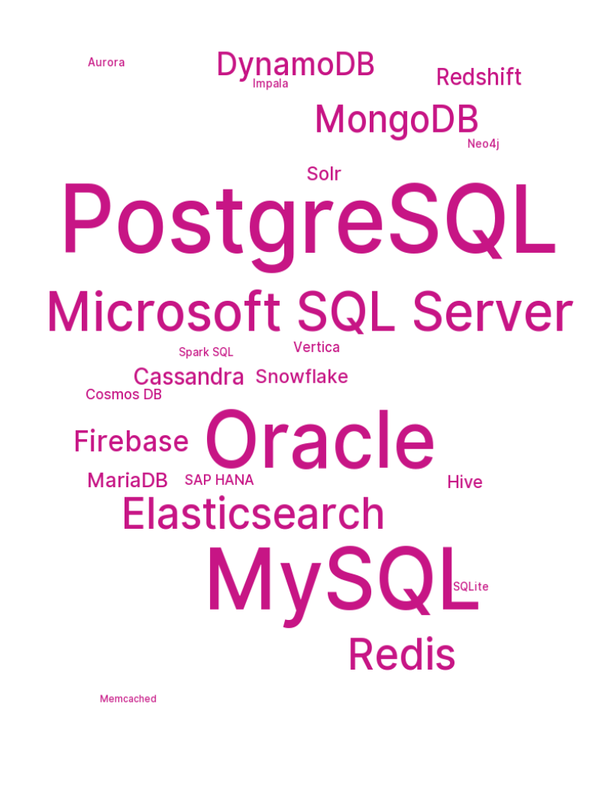 Aurora
DynamoDB
Redshift
Impala
MongoDB
Neo4j
Solr
PostgreSQL
Microsoft SQL Server
Spark SQL
Vertica
Cassandra
Snowflake
Cosmos DB
Firebase
Oracle
MariaDB
SAP HANA
Hive
Elasticsearch
MySQL
SQLite
Redis
Memcached